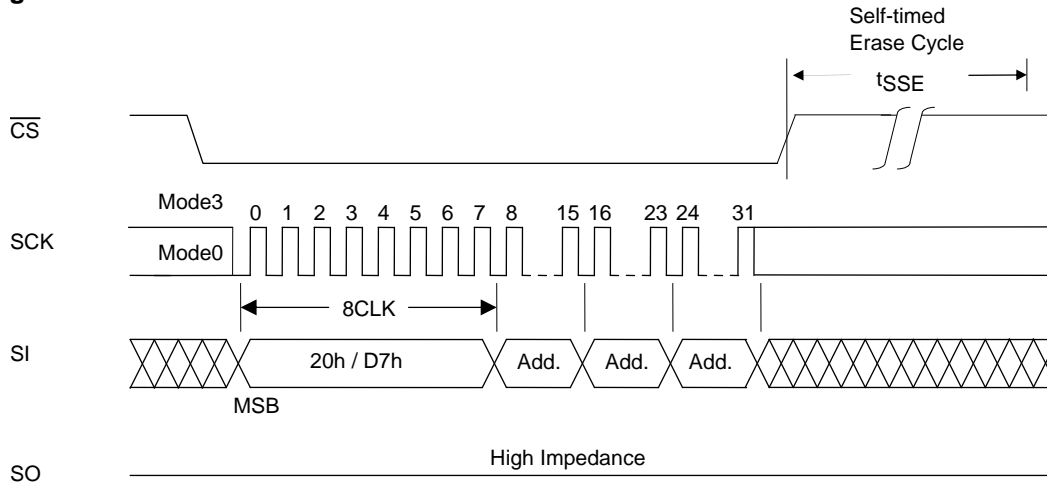 Self-timed
Erase Cycle
tSSE
CS
Mode3
0 1 2 3 4 5 6 7 8 15 16 23 24 31
SCK
Mode0
8CLK
SI
20h / D7h Add. Add. Add.
MSB
High Impedance
SO